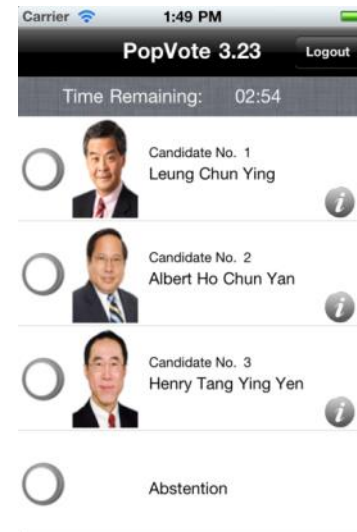 Carrier 1:49 PM
PopVote 3.23 Logout
Time Remaining: 02:54
Candidate No. 1
Leung Chun Ying
i
Candidate No. 2
Albert Ho Chun Yan
i
Candidate No. 3
Henry Tang Ying Yen
i
Abstention